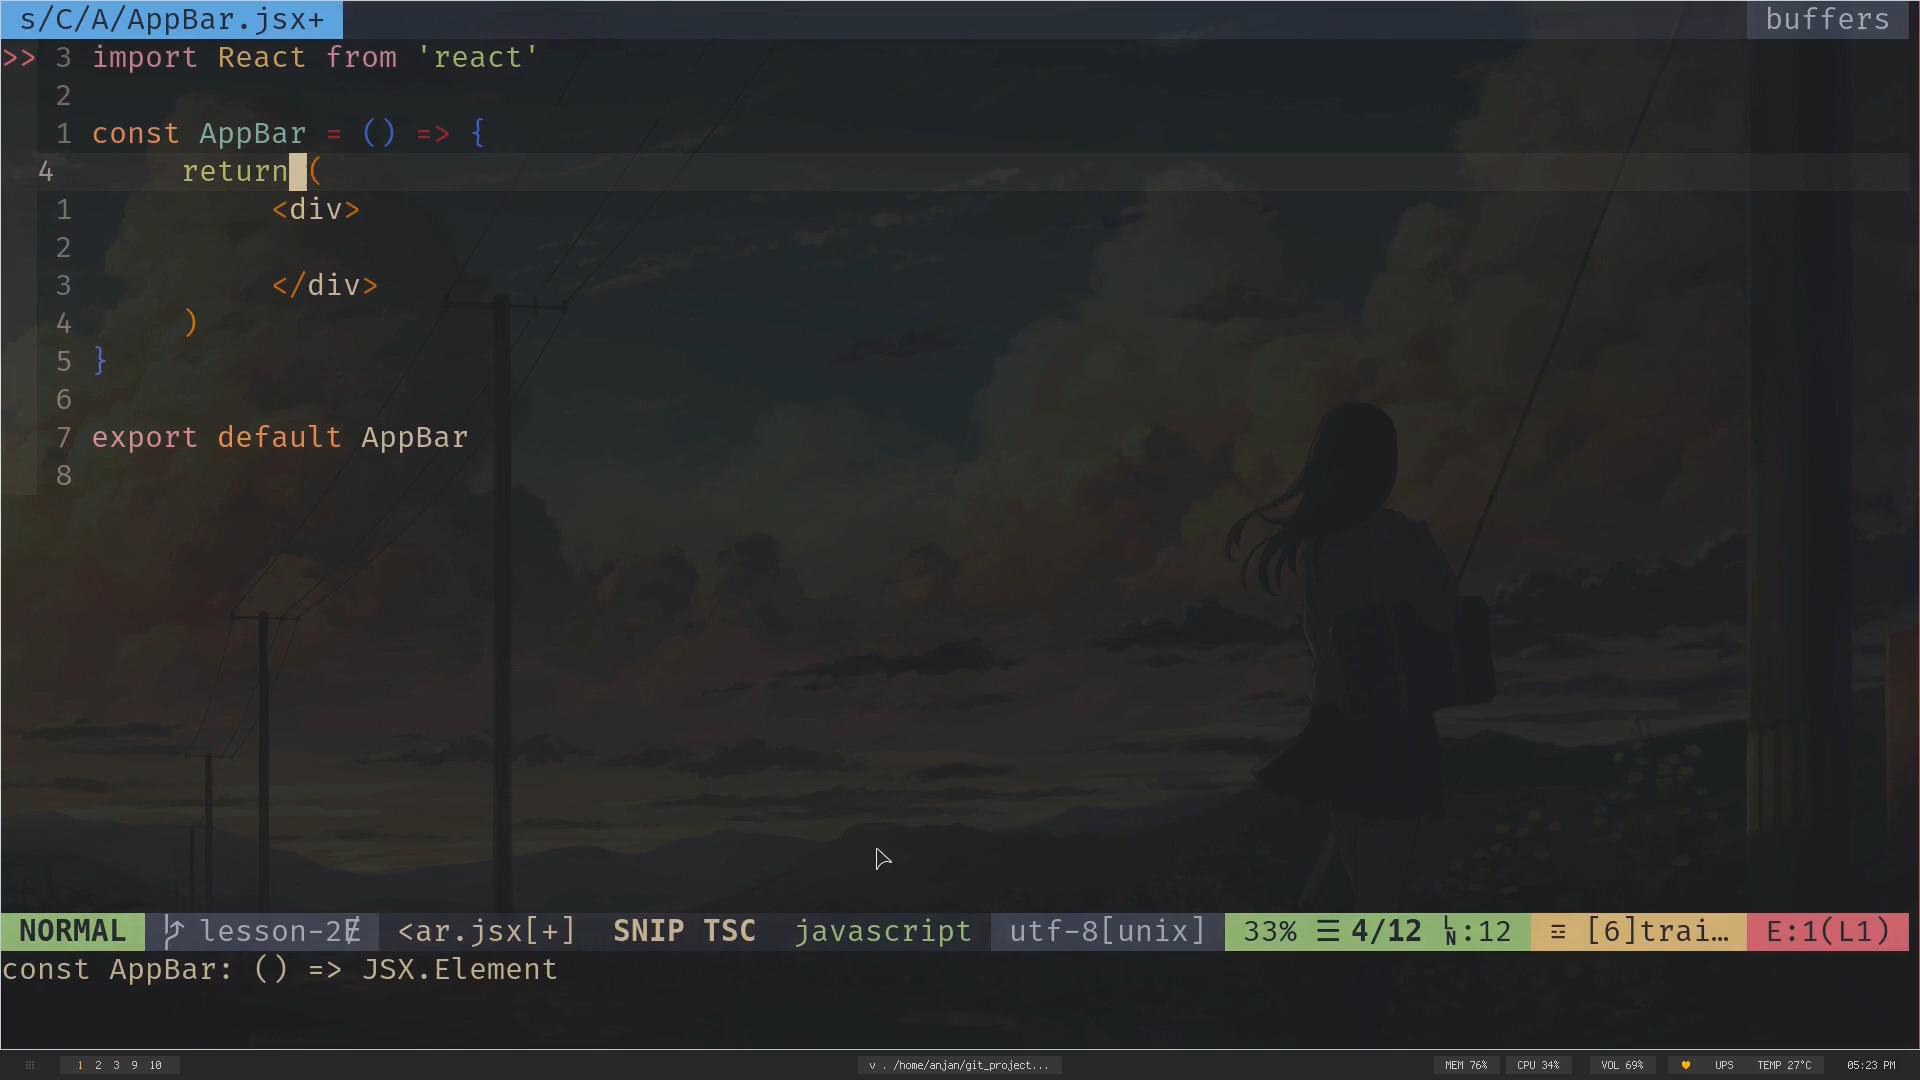 s/C/A/AppBar.jsx+ buffers
>> 3 import React from 'react'
2
1 const AppBar = () => {
4 return (
1 <div>
2
3 </div>
4 )
5 }
6
7 export default AppBar
8
NORMAL lesson-2Ɇ <ar.jsx[+] SNIP TSC javascript utf-8[unix] 33% ☰ 4/12 LN:12 [6]trai… E:1(L1)
const AppBar: () => JSX.Element
1 2 3 9 10 v . /home/anjan/git_project... MEM 76% CPU 34% VOL 69% UPS TEMP 27°C 05:23 PM